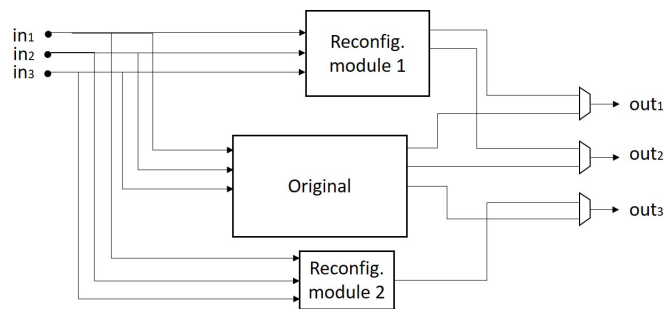 in1
in2
in3
Reconfig.
module 1
Original
Reconfig.
module 2
out1
out2
out3